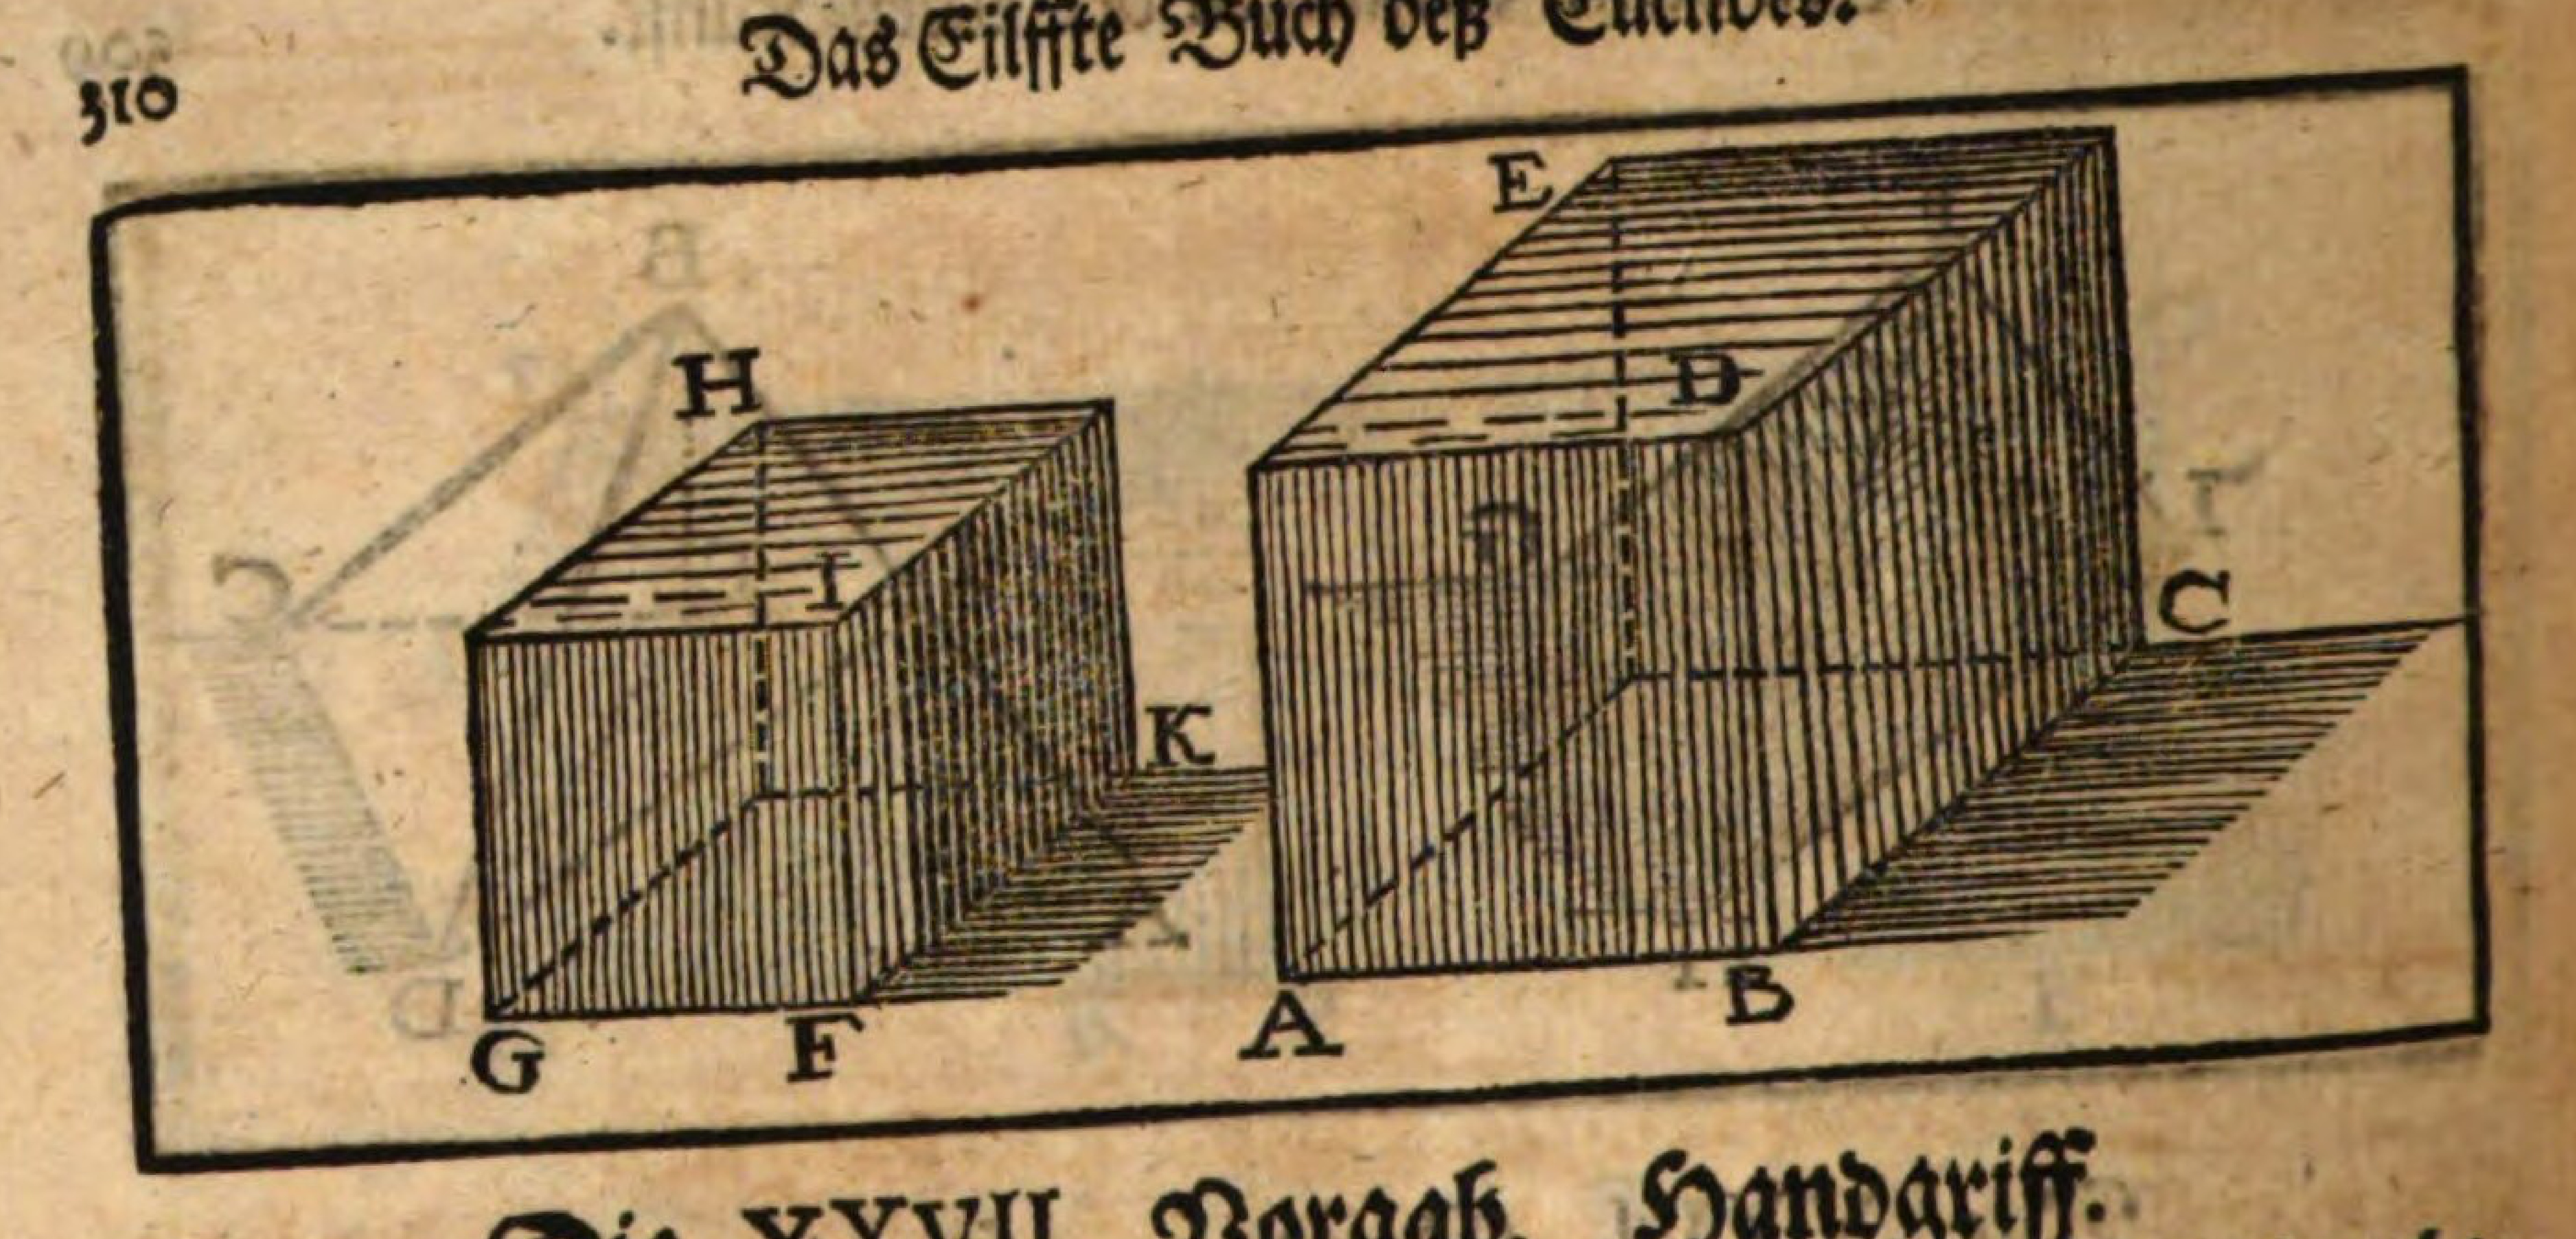 310
Das Eilffte Buch deß Euclides.
E
H
D
I
C
K
A
B
G
F
Die XXVII. Vorgab. Handgriff.